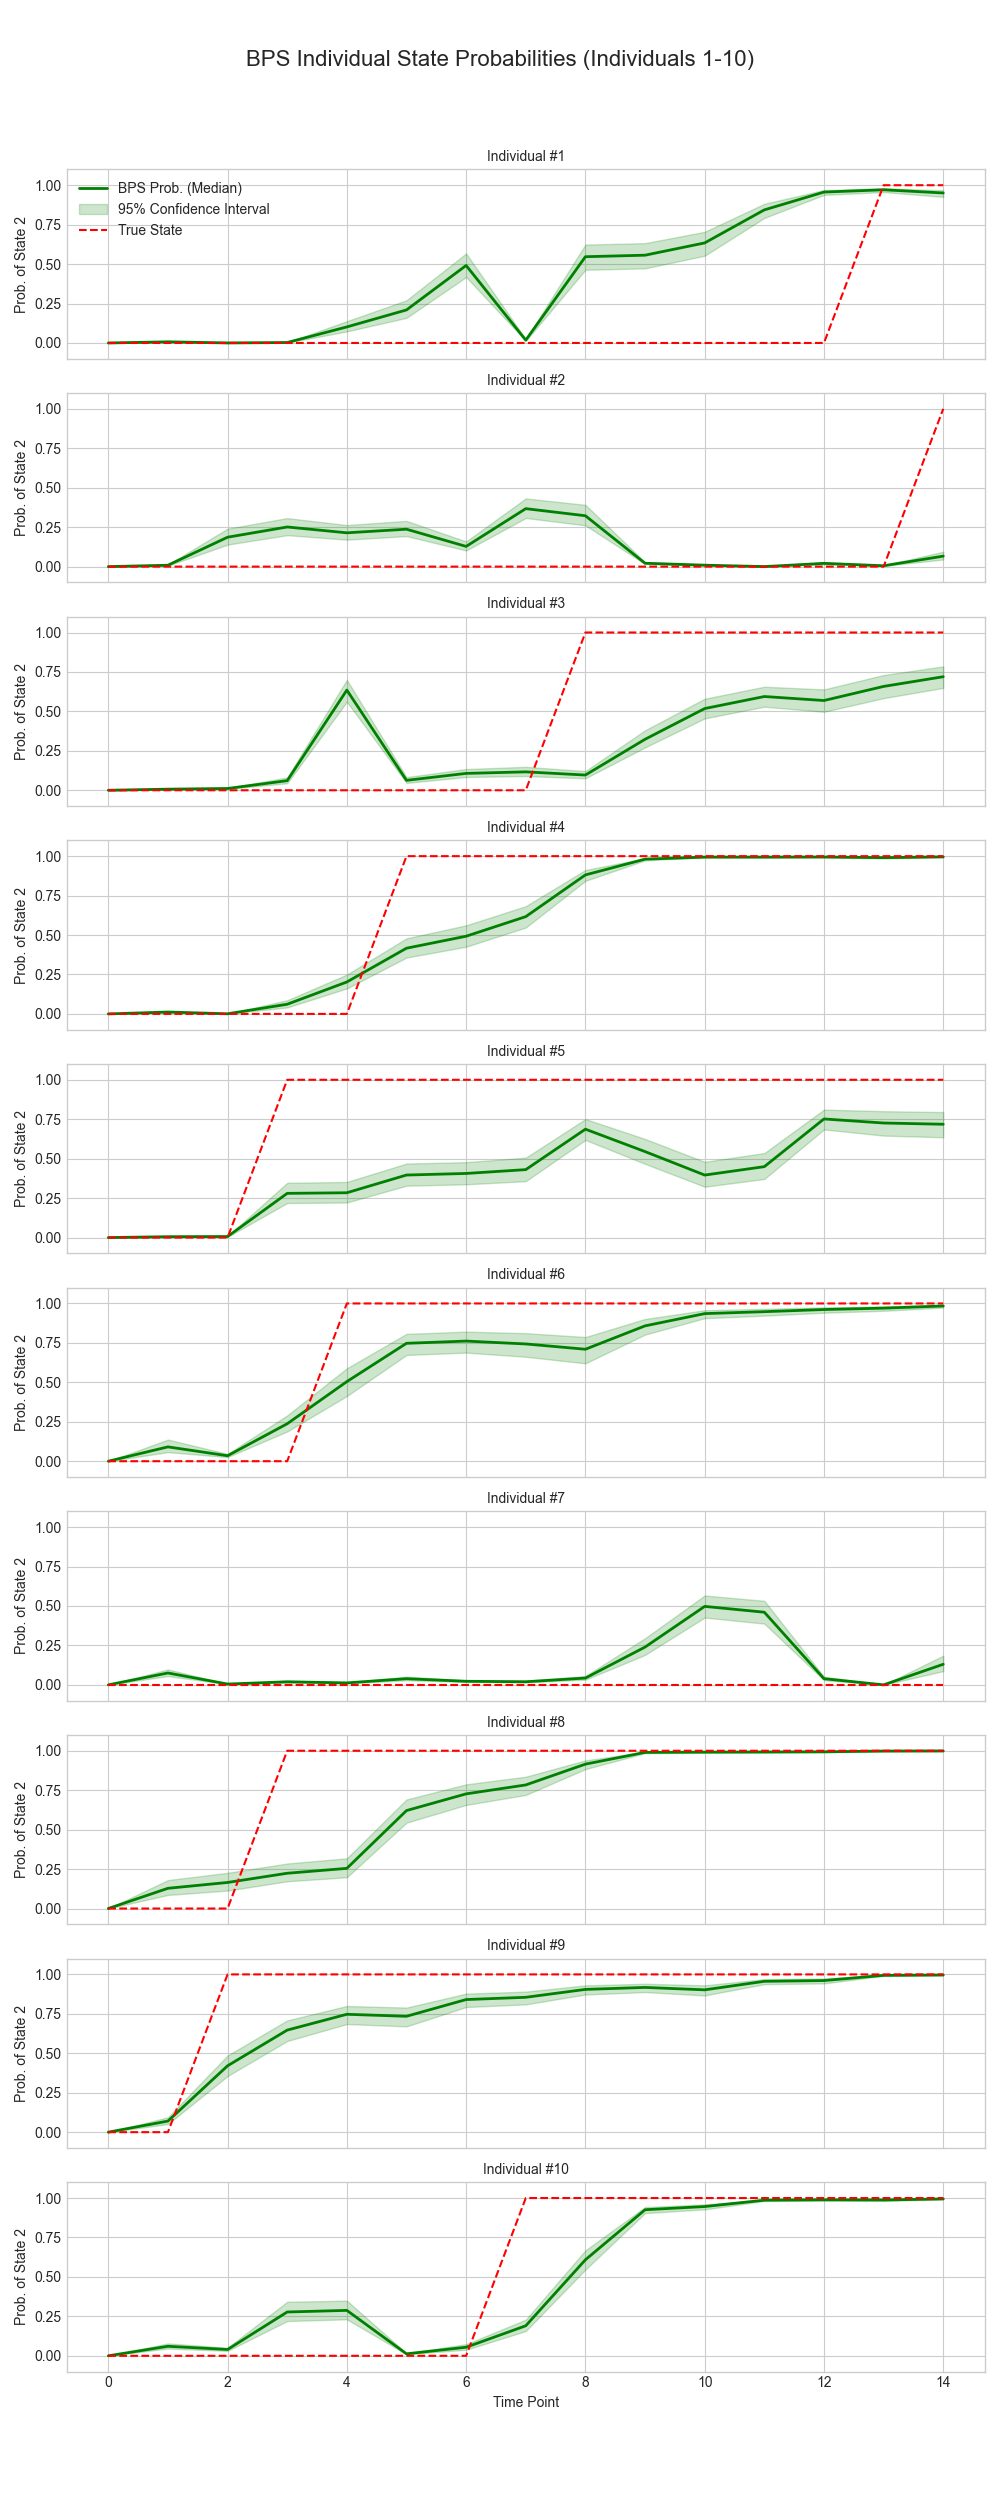 BPS Individual State Probabilities (Individuals 1-10)
Individual #1
BPS Prob. (Median)
95% Confidence Interval
True State
Prob. of State 2
1.00
0.75
0.50
0.25
0.00
Individual #2
Prob. of State 2
1.00
0.75
0.50
0.25
0.00
Individual #3
Prob. of State 2
1.00
0.75
0.50
0.25
0.00
Individual #4
Prob. of State 2
1.00
0.75
0.50
0.25
0.00
Individual #5
Prob. of State 2
1.00
0.75
0.50
0.25
0.00
Individual #6
Prob. of State 2
1.00
0.75
0.50
0.25
0.00
Individual #7
Prob. of State 2
1.00
0.75
0.50
0.25
0.00
Individual #8
Prob. of State 2
1.00
0.75
0.50
0.25
0.00
Individual #9
Prob. of State 2
1.00
0.75
0.50
0.25
0.00
Individual #10
Prob. of State 2
1.00
0.75
0.50
0.25
0.00
0 2 4 6 8 10 12 14
Time Point